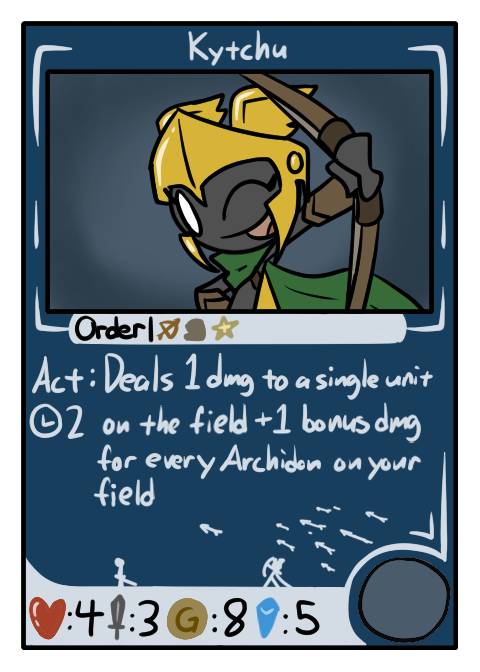 Kytchu
Order|
Act: Deals 1 dmg to a single unit
2 on the field +1 bonus dmg
for every Archidon on your
field
:4 :3 G:8 :5